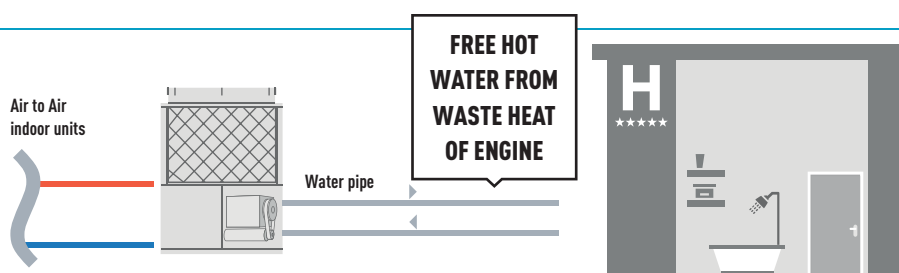 Air to Air
indoor units
Water pipe
FREE HOT
WATER FROM
WASTE HEAT
OF ENGINE
H
★★★★★